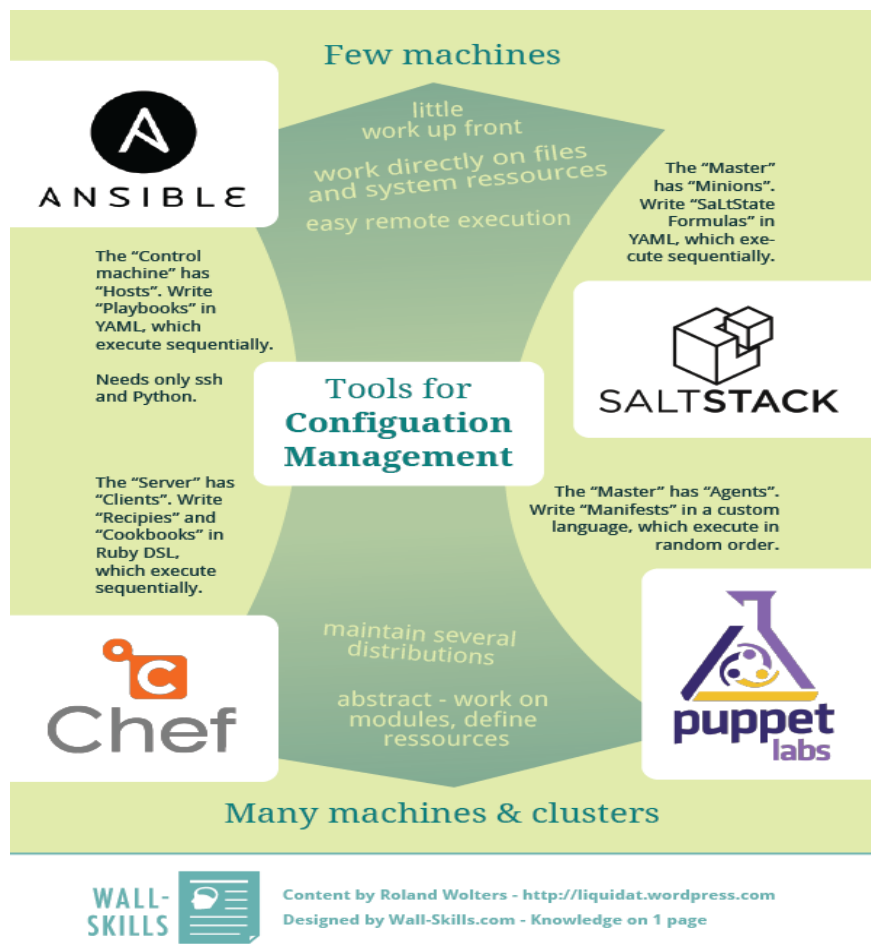 Few machines
little
work up front
work directly on files
and system ressources
easy remote execution
ANSIBLE
The “Control
machine” has
“Hosts”. Write
“Playbooks” in
YAML, which
execute sequentially.
Needs only ssh
and Python.
The “Master”
has “Minions”.
Write “SaLtState
Formulas” in
YAML, which exe-
cute sequentially.
SALTSTACK
Tools for
Configuation
Management
The “Server” has
“Clients”. Write
“Recipies” and
“Cookbooks” in
Ruby DSL,
which execute
sequentially.
Chef
The “Master” has “Agents”.
Write “Manifests” in a custom
language, which execute in
random order.
puppet
labs
maintain several
distributions
abstract - work on
modules, define
ressources
Many machines & clusters
WALL-
SKILLS
Content by Roland Wolters - http://liquidat.wordpress.com
Designed by Wall-Skills.com - Knowledge on 1 page